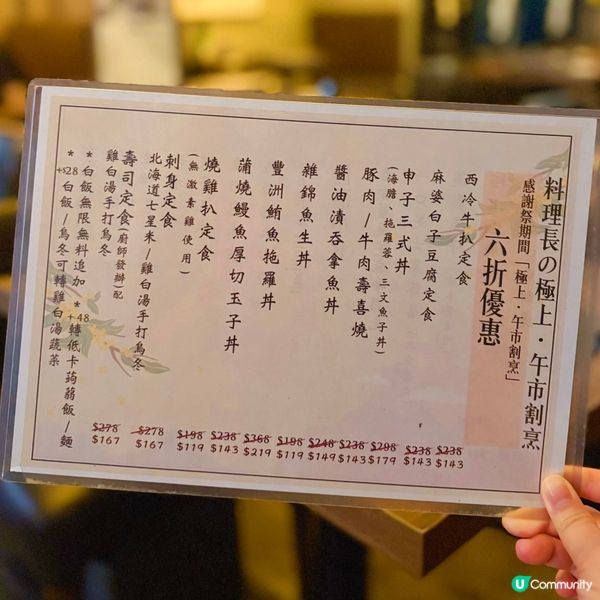 料理長の極上・午市割烹
感謝祭期間「極上・午市割烹」
六折優惠
西冷牛扒定食 $238 $143
麻婆白子豆腐定食 $238 $143
申子三式丼 $298 $179
(海膽、拖羅蓉、三文魚子丼)
豚肉/牛肉壽喜燒 $238 $143
醬油漬吞拿魚丼 $248 $149
雜錦魚生丼 $198 $119
豐洲鮪魚拖羅丼 $368 $219
蒲燒鰻魚厚切玉子丼 $238 $143
燒雞扒定食 $198 $119
(無激素雞使用)
刺身定食 $278 $167
北海道七星米/雞白湯手打烏冬
壽司定食(廚師發辦)配 $278 $167
雞白湯手打烏冬
*白飯無限無料追加 *+48轉低卡蒟蒻飯/麵
*+$28白飯/烏冬可轉雞白湯蔬菜
U Community